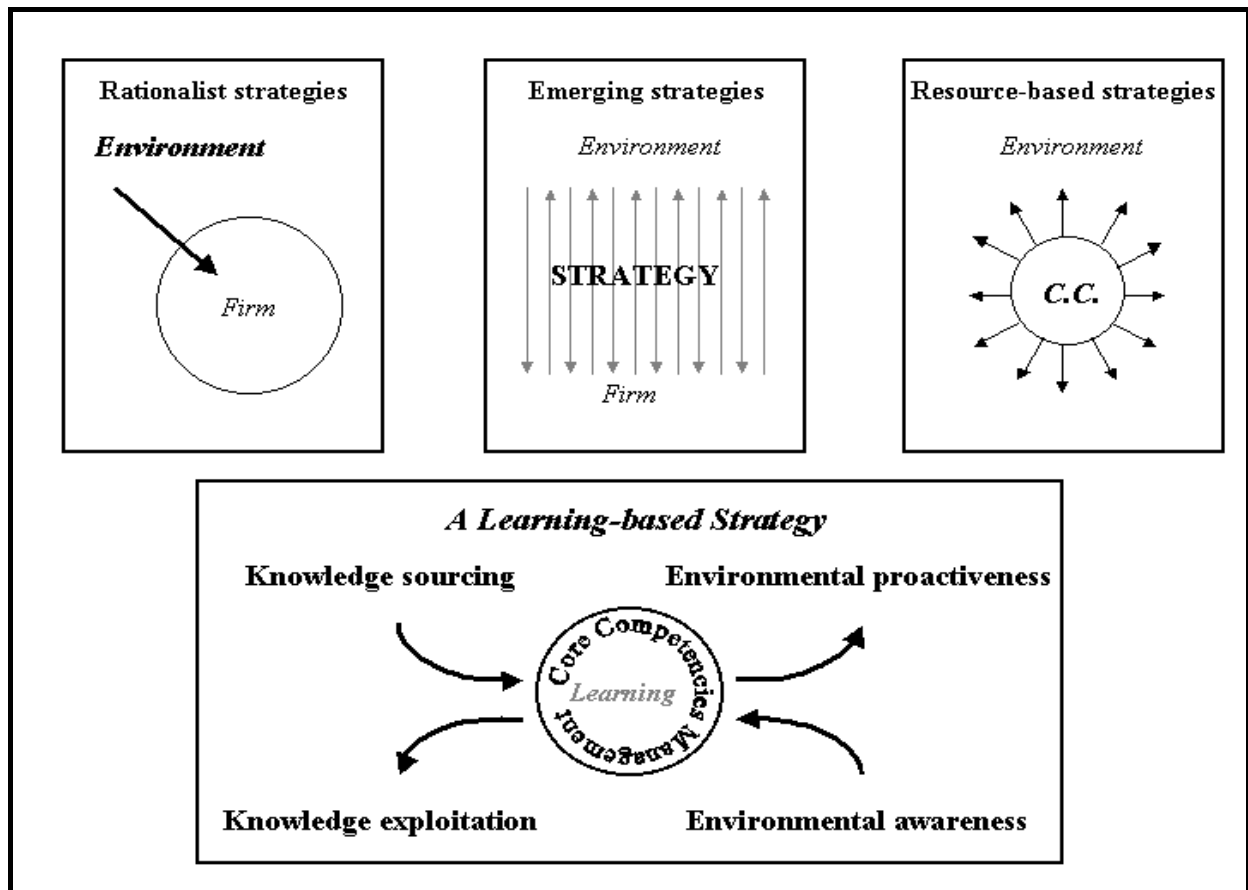 Rationalist strategies
Environment
Firm
Emerging strategies
Environment
STRATEGY
Firm
Resource-based strategies
Environment
C.C.
A Learning-based Strategy
Knowledge sourcing
Environmental proactiveness
Core Competencies Management
Learning
Knowledge exploitation
Environmental awareness